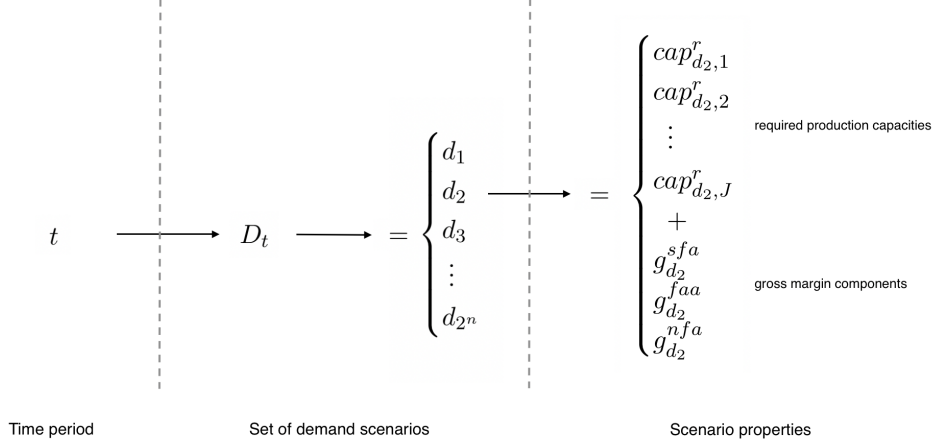 cap^r_{d_2,1}
cap^r_{d_2,2}
⋮
required production capacities
cap^r_{d_2,J}
+
g^{sfa}_{d_2}
g^{faa}_{d_2}
g^{nfa}_{d_2}
gross margin components
=
d_1
d_2
d_3
⋮
d_{2^n}
t
D_t
=
Time period
Set of demand scenarios
Scenario properties